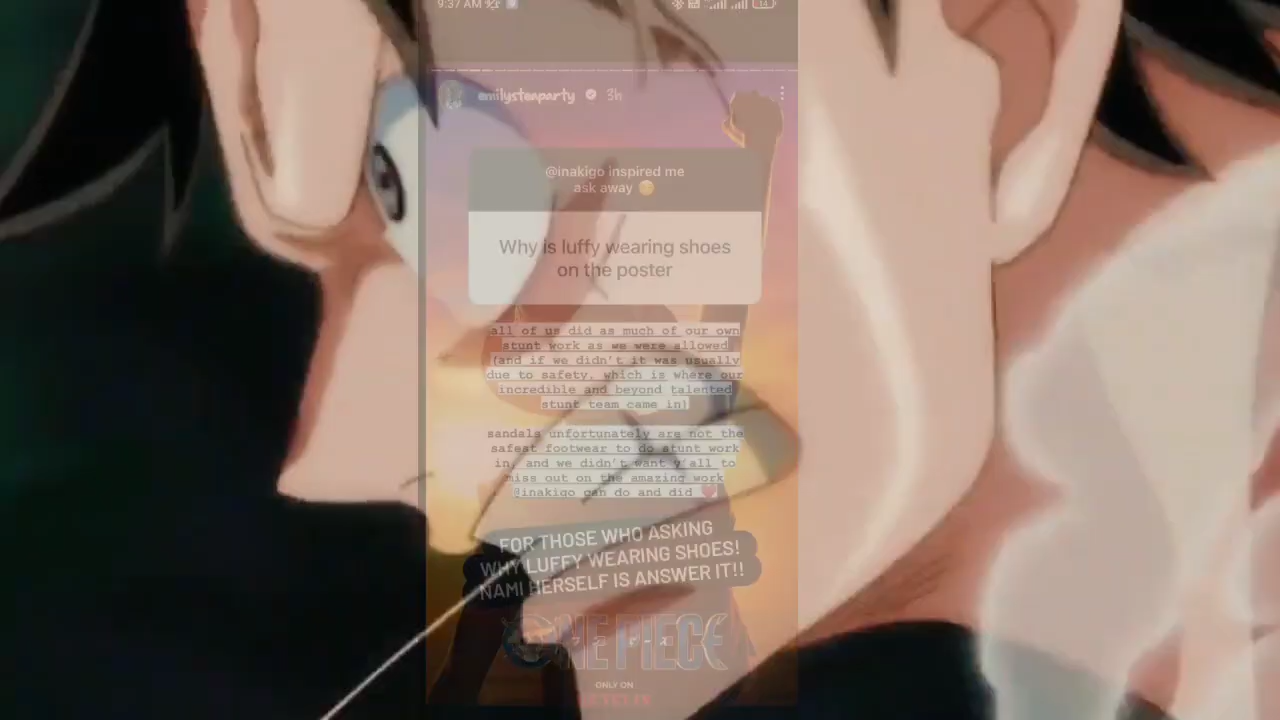 9:37 AM
emilysteaparty 3h
@inakigo inspired me
ask away
Why is luffy wearing shoes
on the poster
all of us did as much of our own
stunt work as we were allowed
(and if we didn't it was usually
due to safety, which is where our
incredible and beyond talented
stunt team came in)
sandals unfortunately are not the
safest footwear to do stunt work
in, and we didn't want y'all to
miss out on the amazing work
@inakigo can do and did
FOR THOSE WHO ASKING
WHY LUFFY WEARING SHOES!
NAMI HERSELF IS ANSWER IT!!
ONE PIECE
ONLY ON
NETFLIX